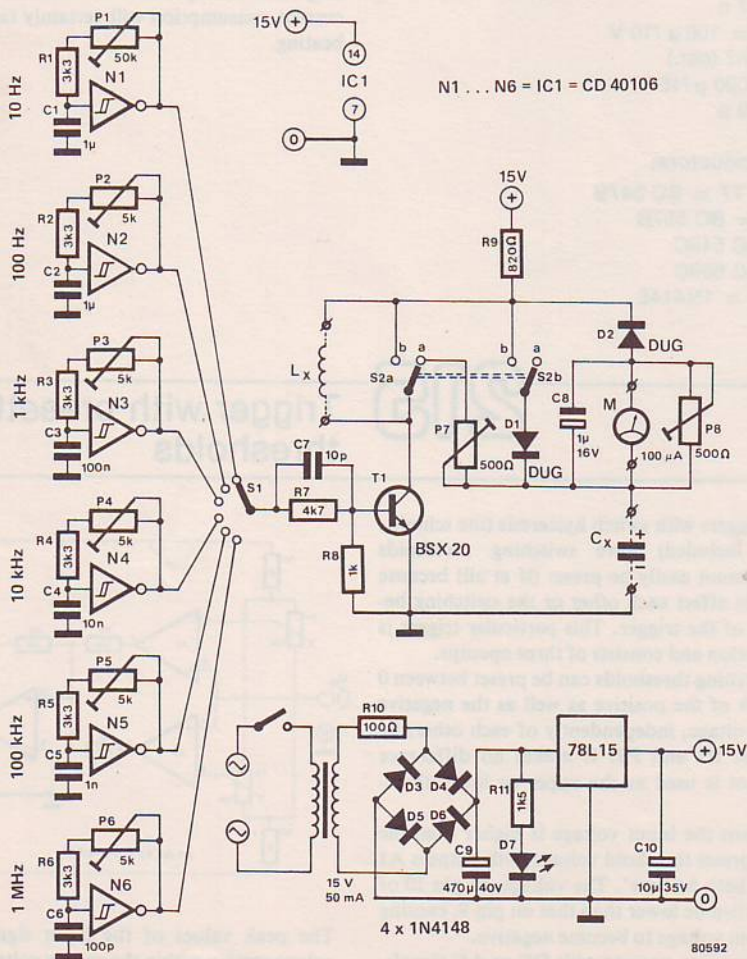 10 Hz
P1
50k
R1
3k3
N1
C1
1µ
100 Hz
P2
5k
R2
3k3
N2
C2
1µ
1 kHz
P3
5k
R3
3k3
N3
C3
100n
10 kHz
P4
5k
R4
3k3
N4
C4
10n
100 kHz
P5
5k
R5
3k3
N5
C5
1n
1 MHz
P6
5k
R6
3k3
N6
C6
100p
15V
14
IC1
7
0
N1 . . . N6 = IC1 = CD 40106
15V
R9
820Ω
Lx
b
a
S2a
b
a
S2b
D2
DUG
P7
500Ω
D1
DUG
C8
1µ
16V
M
100 µA
P8
500Ω
Cx
+
S1
C7
10p
R7
4k7
R8
1k
T1
BSX 20
R10
100Ω
D3
D4
D5
D6
15 V
50 mA
4 x 1N4148
C9
470µ 40V
78L15
R11
1k5
D7
C10
10µ 35V
15V
0
80592